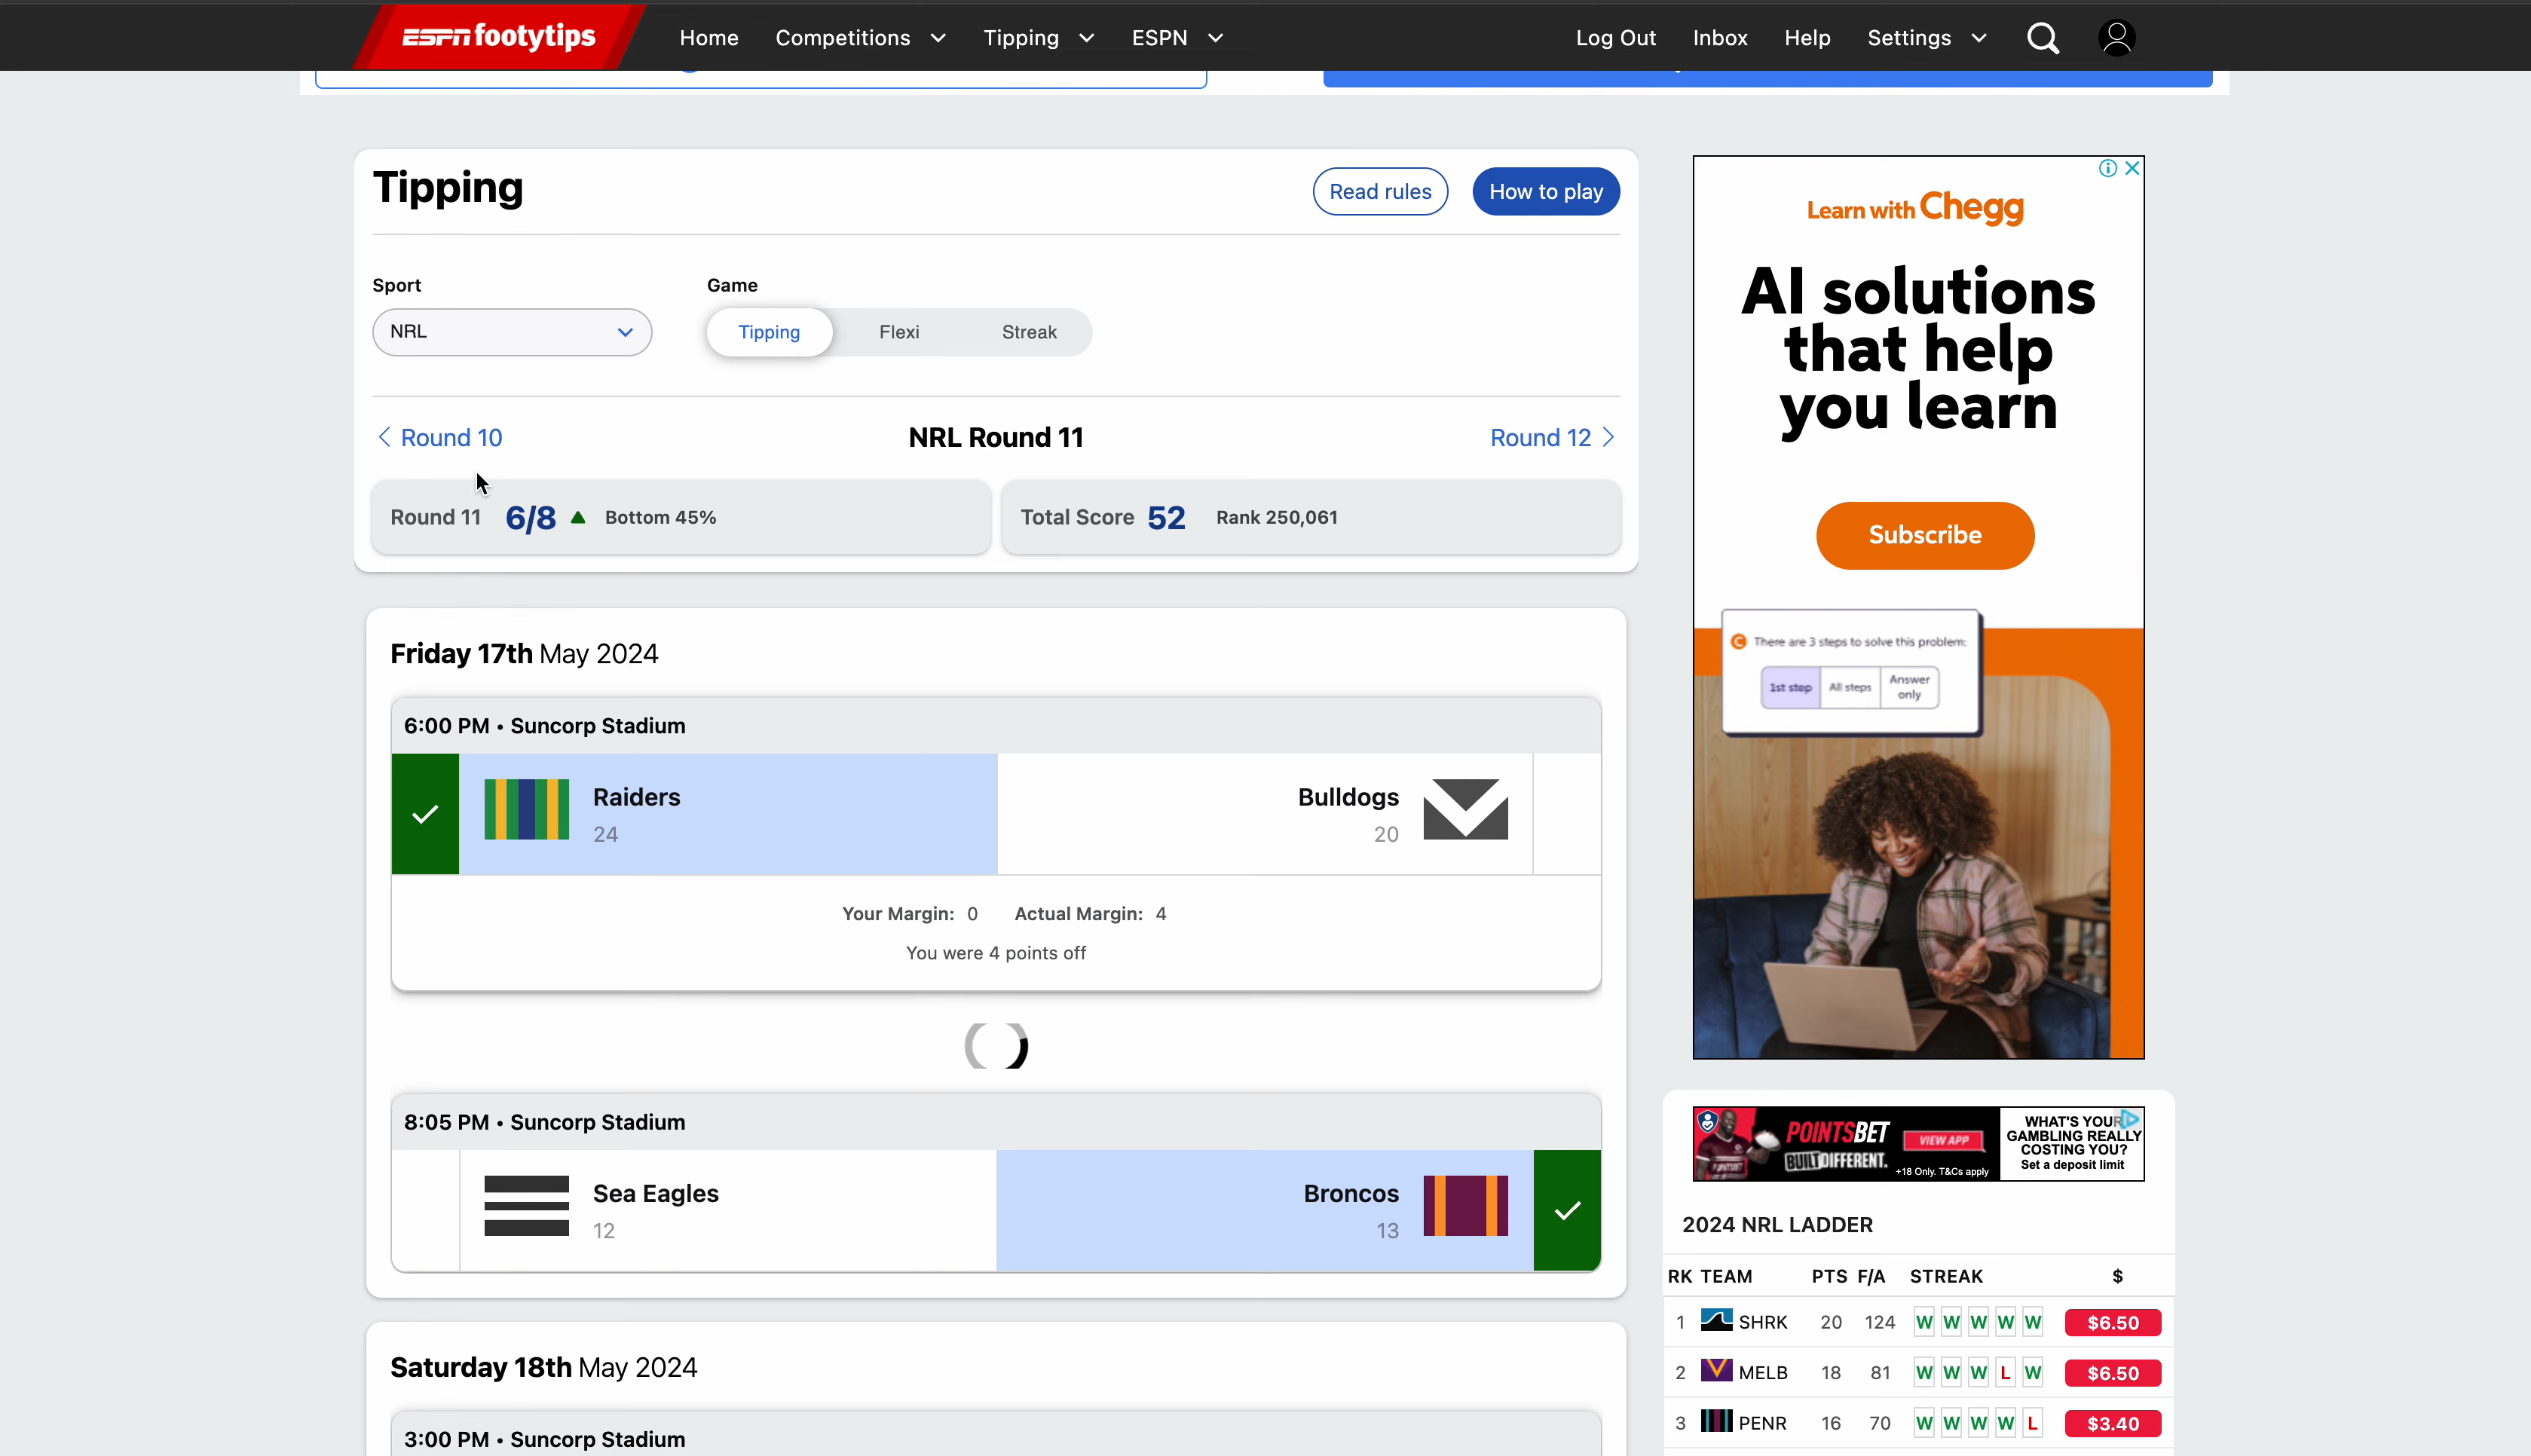 ESPN footytips
Home
Competitions
Tipping
ESPN
Log Out
Inbox
Help
Settings
Tipping
Read rules
How to play
Sport
Game
NRL
Tipping
Flexi
Streak
Round 10
NRL Round 11
Round 12
Round 11 6/8 Bottom 45%
Total Score 52 Rank 250,061
Friday 17th May 2024
6:00 PM • Suncorp Stadium
Raiders
24
Bulldogs
20
Your Margin: 0 Actual Margin: 4
You were 4 points off
8:05 PM • Suncorp Stadium
Sea Eagles
12
Broncos
13
Saturday 18th May 2024
3:00 PM • Suncorp Stadium
Learn with Chegg
AI solutions
that help
you learn
Subscribe
There are 3 steps to solve this problem:
1st step
All steps
Answer
only
POINTSBET
BUILT DIFFERENT.
VIEW APP
+18 Only. T&Cs apply
WHAT'S YOUR
GAMBLING REALLY
COSTING YOU?
Set a deposit limit
2024 NRL LADDER
RK TEAM PTS F/A STREAK $
1 SHRK 20 124 W W W W W $6.50
2 MELB 18 81 W W W L W $6.50
3 PENR 16 70 W W W W L $3.40